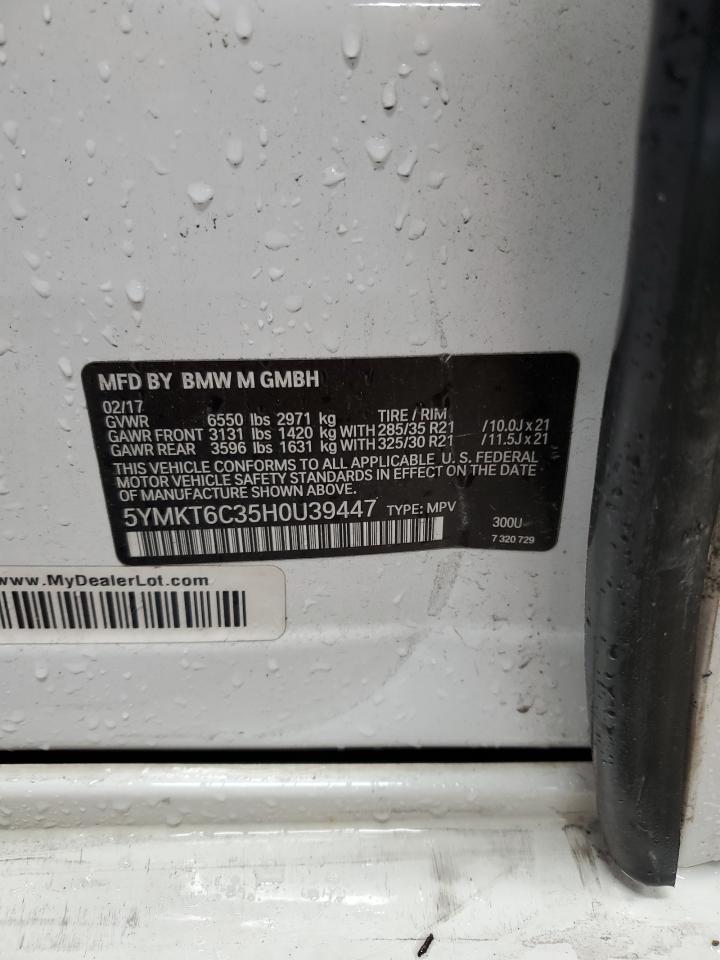 MFD BY BMW M GMBH
02/17
GVWR 6550 lbs 2971 kg TIRE / RIM
GAWR FRONT 3131 lbs 1420 kg WITH 285/35 R21 /10.0J x 21
GAWR REAR 3596 lbs 1631 kg WITH 325/30 R21 /11.5J x 21
THIS VEHICLE CONFORMS TO ALL APPLICABLE U. S. FEDERAL
MOTOR VEHICLE SAFETY STANDARDS IN EFFECT ON THE DATE
OF MANUFACTURE SHOWN ABOVE.
5YMKT6C35H0U39447 TYPE: MPV 300U
7 320 729
www.MyDealerLot.com